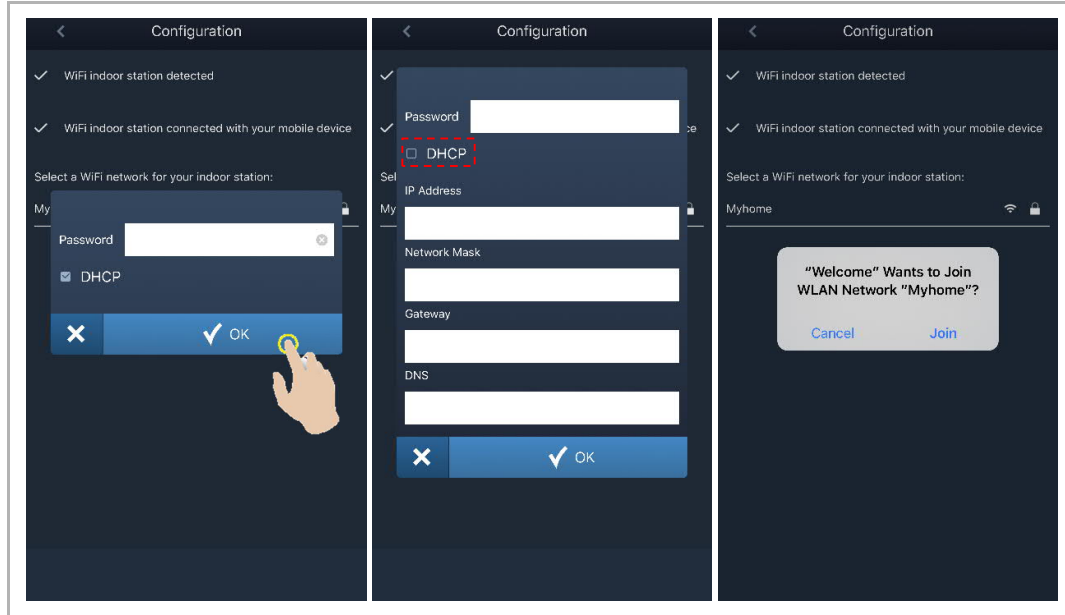 Configuration
WiFi indoor station detected
WiFi indoor station connected with your mobile device
Select a WiFi network for your indoor station:
My
Password
DHCP
OK
Configuration
Password
ce
DHCP
Sel
IP Address
My
Network Mask
Gateway
DNS
OK
Configuration
WiFi indoor station detected
WiFi indoor station connected with your mobile device
Select a WiFi network for your indoor station:
Myhome
"Welcome" Wants to Join
WLAN Network "Myhome"?
Cancel Join